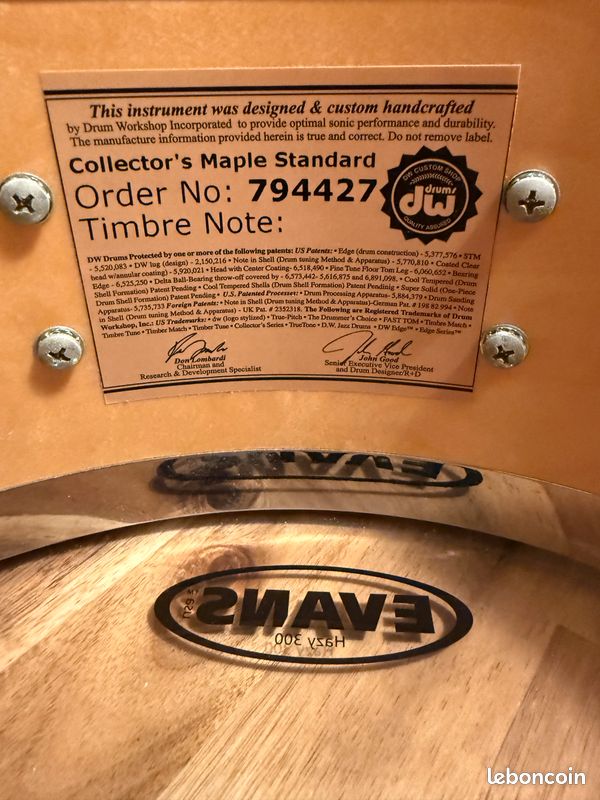 This instrument was designed & custom handcrafted
by Drum Workshop Incorporated to provide optimal sonic performance and durability.
The manufacture information provided herein is true and correct. Do not remove label.
Collector's Maple Standard
Order No: 794427
Timbre Note:
DW CUSTOM SHOP
drums
dw
QUALITY ASSURED
DW Drums Protected by one or more of the following patents: US Patents: • Edge (drum construction) - 5,377,576 • STM
- 5,520,083 • DW lug (design) - 2,150,216 • Note in Shell (Drum tuning Method & Apparatus) - 5,770,810 • Coated Clear
head w/annular coating) - 5,920,021 • Head with Center Coating- 6,518,490 • Fine Tune Floor Tom Leg - 6,060,652 • Bearing
Edge - 6,525,250 • Delta Ball-Bearing throw-off covered by - 6,573,442 - 5,616,875 and 6,891,098. • Cool Tempered (Drum
Shell Formation) Patent Pending • Cool Tempered Shells (Drum Shell Formation) Patent Pendinig • Super Solid (One-Piece
Drum Shell Formation) Patent Pending • U.S. Patented Processes: • Drum Processing Apparatus - 5,884,379 • Drum Sanding
Apparatus- 5,735,733 Foreign Patents: • Note in Shell (Drum tuning Method & Apparatus)-German Pat. # 198 82 994 • Note
in Shell (Drum tuning Method & Apparatus) - UK Pat. # 2352318. The Following are Registered Trademarks of Drum
Workshop, Inc.: US Trademarks: • dw (logo stylized) • True-Pitch • The Drummer's Choice • FAST TOM • Timbre Match •
Timbre Tune • Timbre Match • Timbre Tune • Collector's Series • TrueTone • D.W. Jazz Drums • DW Edge™ • Edge Series™
Don Lombardi
Chairman and
Research & Development Specialist
John Good
Senior Executive Vice President
and Drum Designer/R+D
EVANS
EVANS
Hazy 300
leboncoin